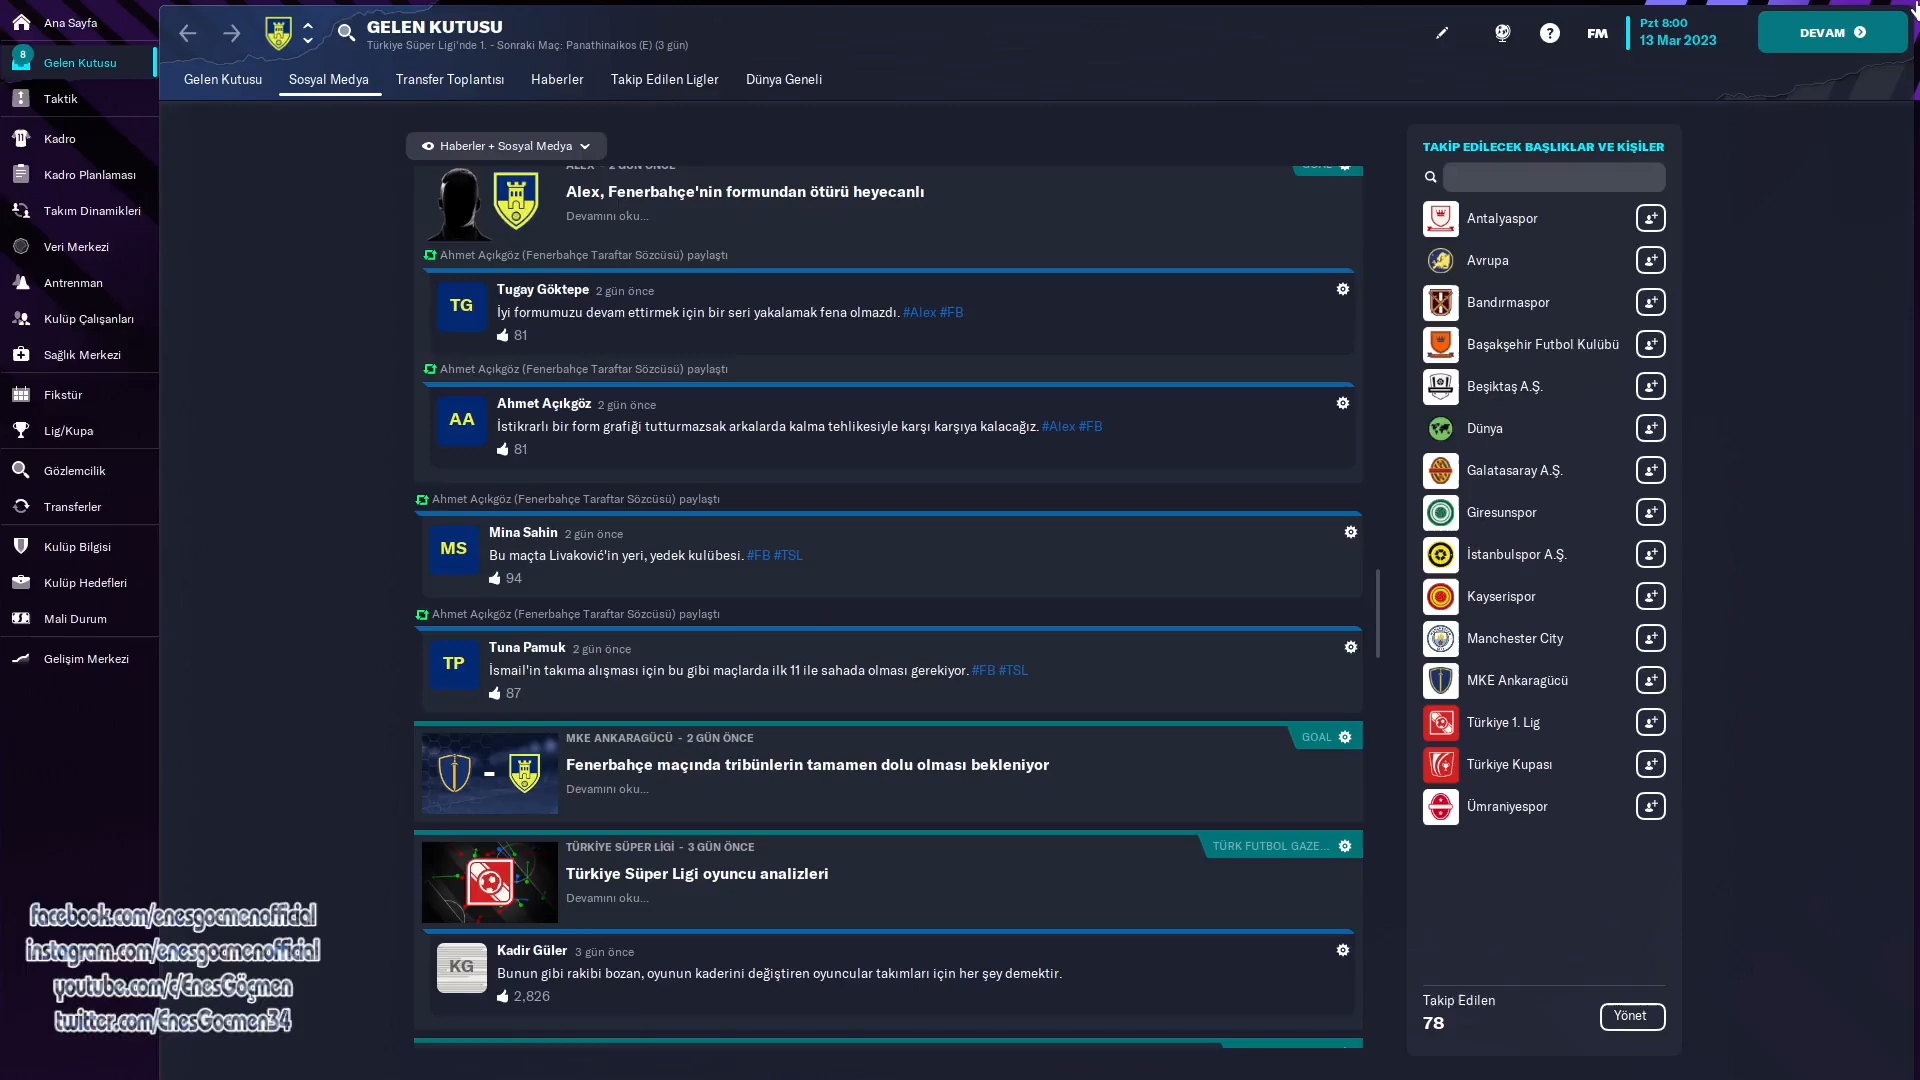 Ana Sayfa
8
Gelen Kutusu
Taktik
Kadro
Kadro Planlaması
Takım Dinamikleri
Veri Merkezi
Antrenman
Kulüp Çalışanları
Sağlık Merkezi
Fikstür
Lig/Kupa
Gözlemcilik
Transferler
Kulüp Bilgisi
Kulüp Hedefleri
Mali Durum
Gelişim Merkezi
GELEN KUTUSU
Türkiye Süper Ligi'nde 1. - Sonraki Maç: Panathinaikos (E) (3 gün)
FM
Pzt 8:00
13 Mar 2023
DEVAM
Gelen Kutusu
Sosyal Medya
Transfer Toplantısı
Haberler
Takip Edilen Ligler
Dünya Geneli
Haberler + Sosyal Medya
ALEX - 2 GÜN ÖNCE
GOAL
Alex, Fenerbahçe'nin formundan ötürü heyecanlı
Devamını oku...
Ahmet Açıkgöz (Fenerbahçe Taraftar Sözcüsü) paylaştı
TG
Tugay Göktepe 2 gün önce
İyi formumuzu devam ettirmek için bir seri yakalamak fena olmazdı. #Alex #FB
81
Ahmet Açıkgöz (Fenerbahçe Taraftar Sözcüsü) paylaştı
AA
Ahmet Açıkgöz 2 gün önce
İstikrarlı bir form grafiği tutturmazsak arkalarda kalma tehlikesiyle karşı karşıya kalacağız. #Alex #FB
81
Ahmet Açıkgöz (Fenerbahçe Taraftar Sözcüsü) paylaştı
MS
Mina Sahin 2 gün önce
Bu maçta Livaković'in yeri, yedek kulübesi. #FB #TSL
94
Ahmet Açıkgöz (Fenerbahçe Taraftar Sözcüsü) paylaştı
TP
Tuna Pamuk 2 gün önce
İsmail'in takıma alışması için bu gibi maçlarda ilk 11 ile sahada olması gerekiyor. #FB #TSL
87
MKE ANKARAGÜCÜ - 2 GÜN ÖNCE
GOAL
Fenerbahçe maçında tribünlerin tamamen dolu olması bekleniyor
Devamını oku...
TÜRKİYE SÜPER LİGİ - 3 GÜN ÖNCE
TÜRK FUTBOL GAZE...
Türkiye Süper Ligi oyuncu analizleri
Devamını oku...
KG
Kadir Güler 3 gün önce
Bunun gibi rakibi bozan, oyunun kaderini değiştiren oyuncular takımları için her şey demektir.
2,826
TAKİP EDİLECEK BAŞLIKLAR VE KİŞİLER
Antalyaspor
Avrupa
Bandırmaspor
Başakşehir Futbol Kulübü
Beşiktaş A.Ş.
Dünya
Galatasaray A.Ş.
Giresunspor
İstanbulspor A.Ş.
Kayserispor
Manchester City
MKE Ankaragücü
Türkiye 1. Lig
Türkiye Kupası
Ümraniyespor
Takip Edilen
78
Yönet
facebook.com/enesgocmenofficial
instagram.com/enesgocmenofficial
youtube.com/c/EnesGöçmen
twitter.com/EnesGocmen34